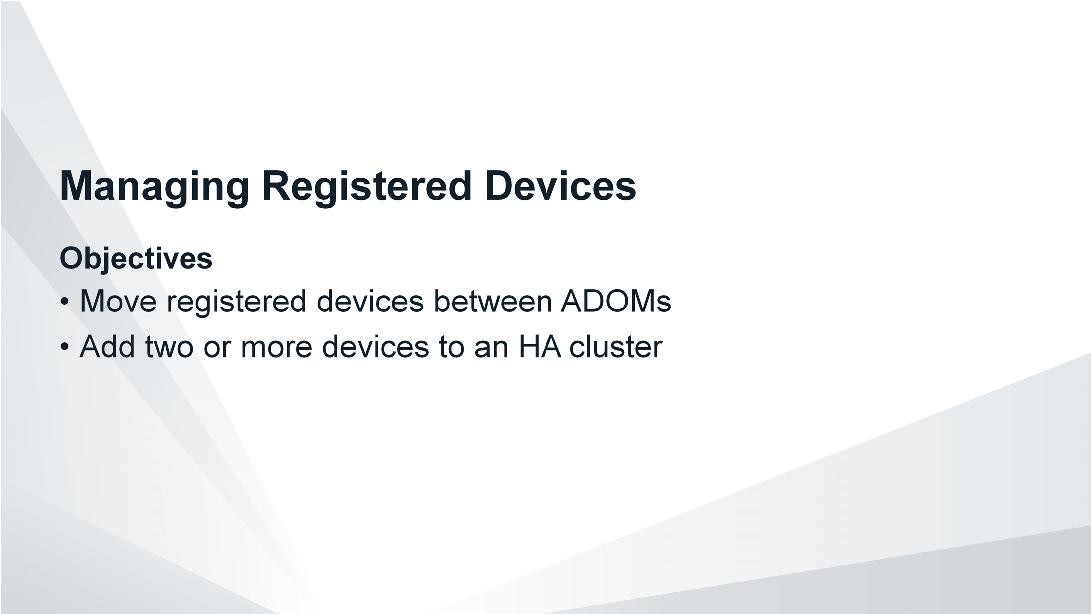 Managing Registered Devices
Objectives
• Move registered devices between ADOMs
• Add two or more devices to an HA cluster